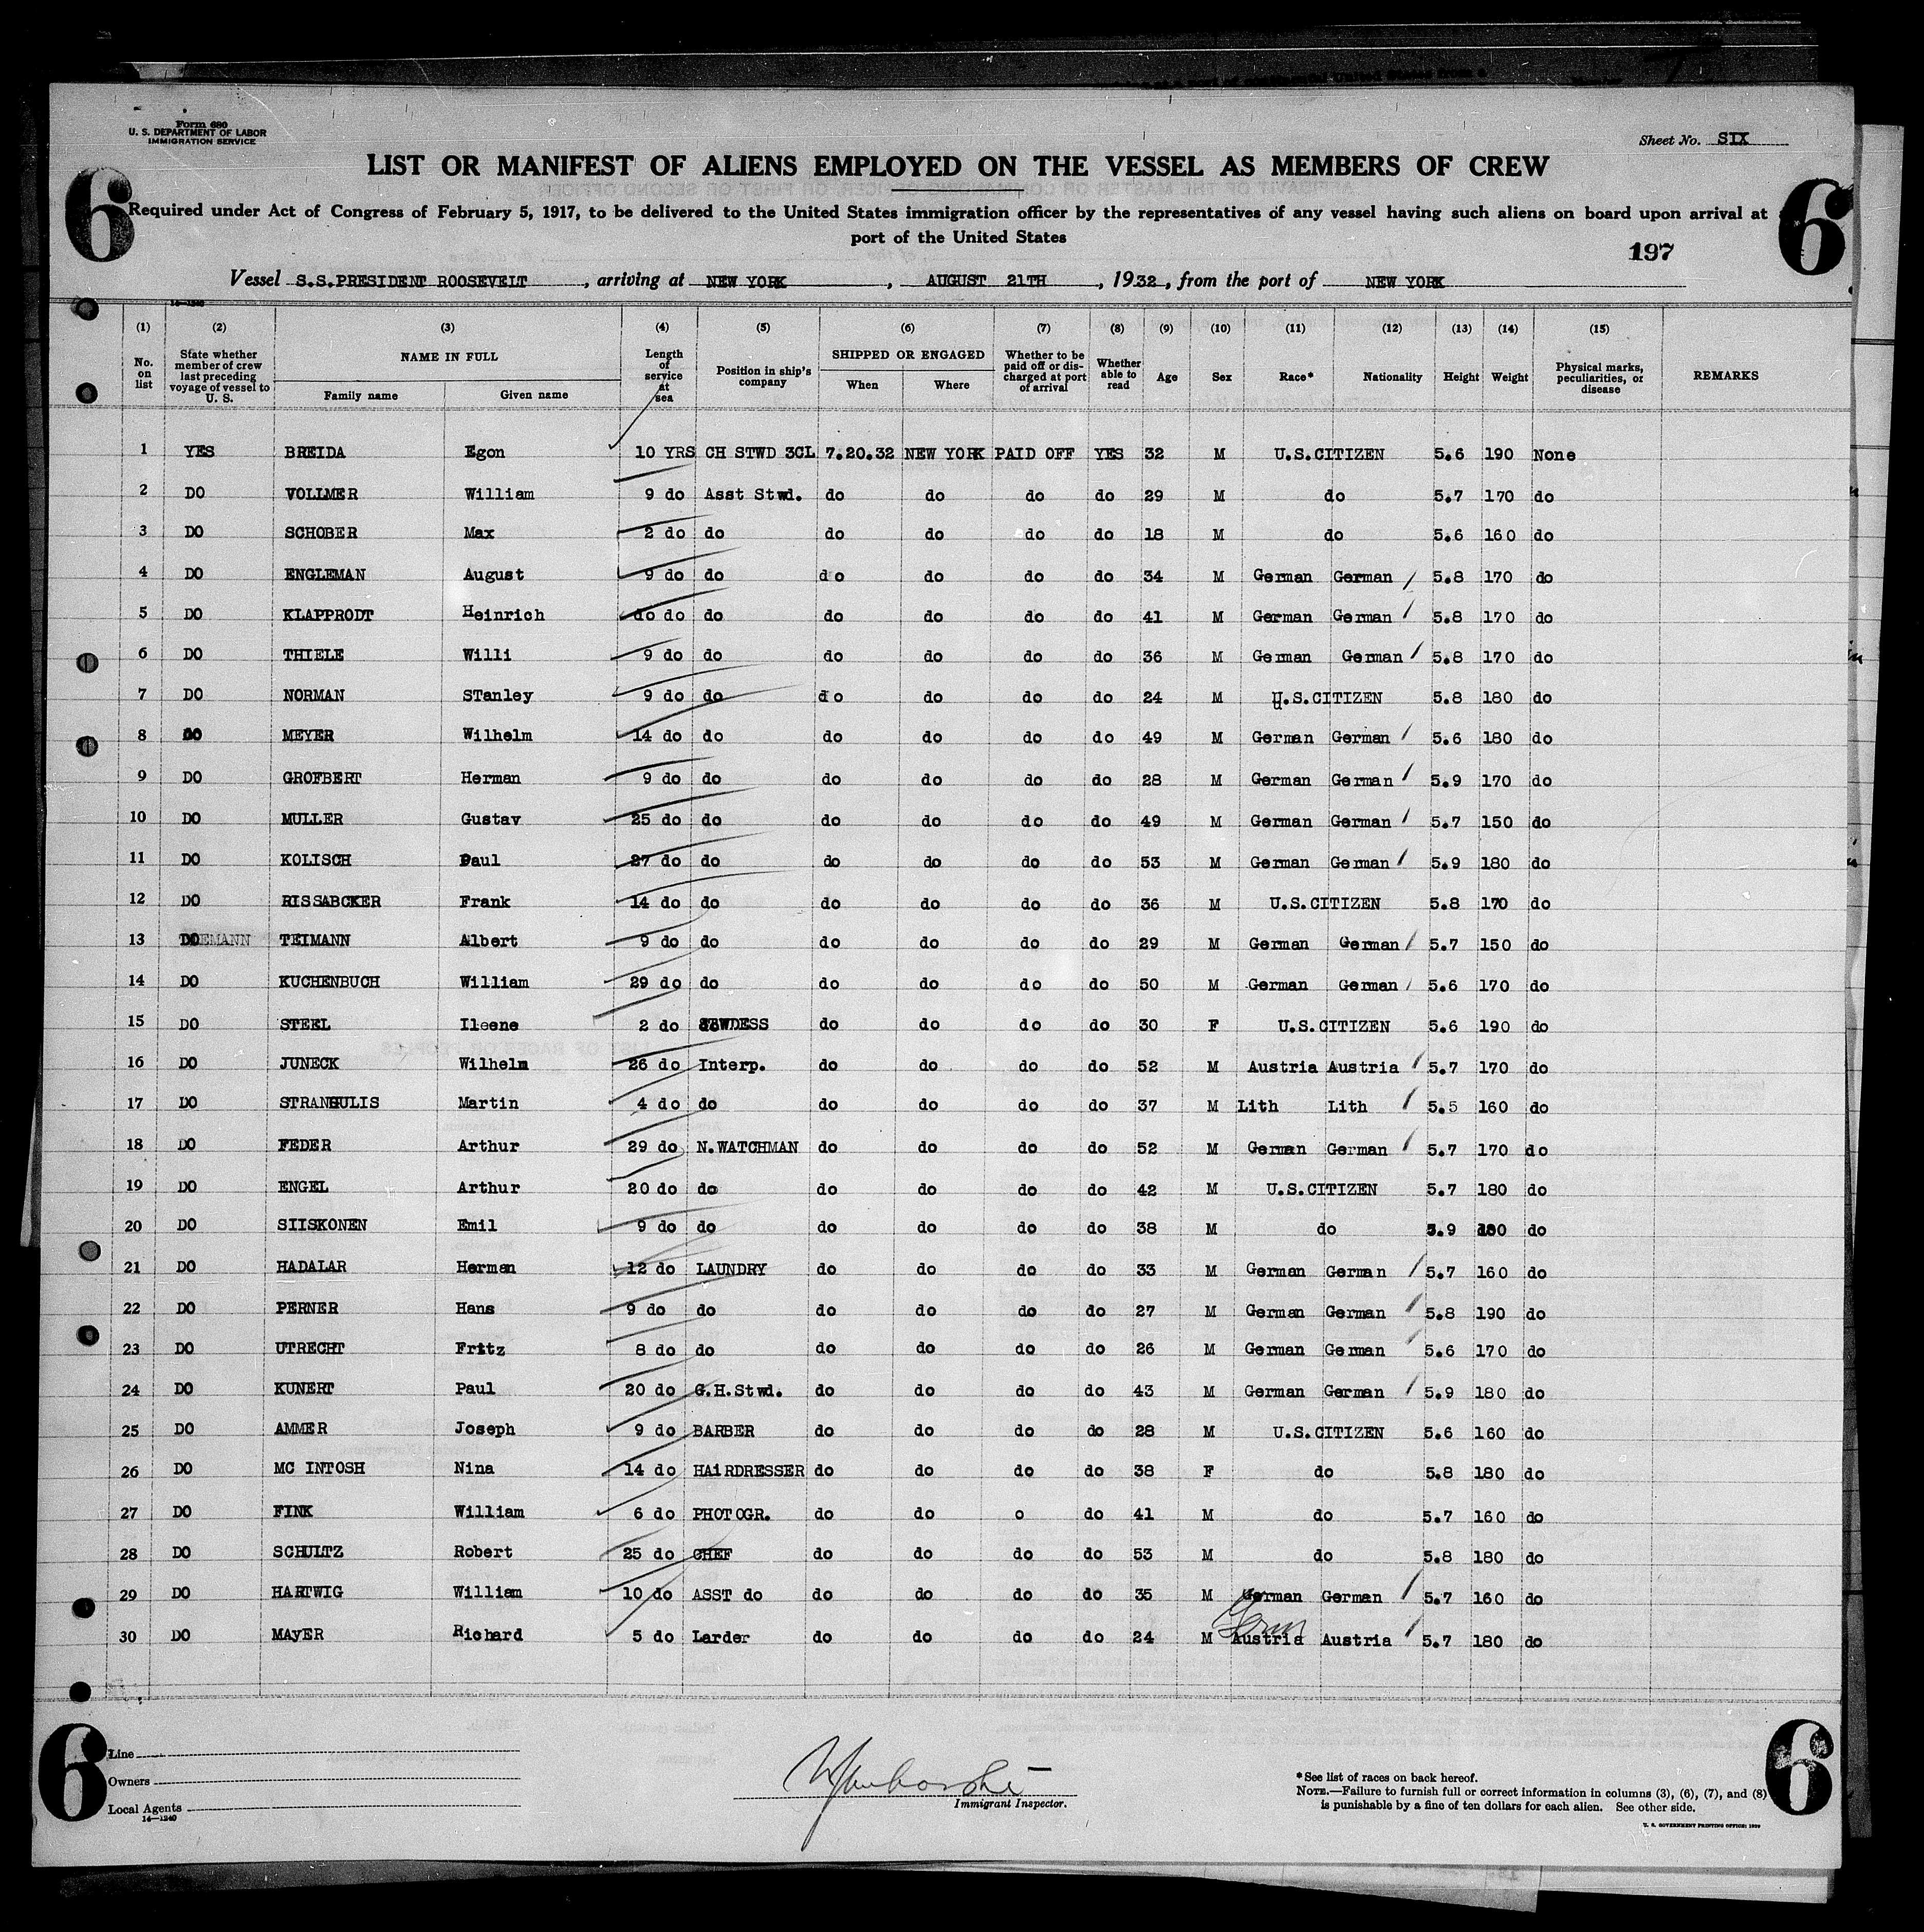 Form 680
U. S. DEPARTMENT OF LABOR
IMMIGRATION SERVICE
Sheet No. SIX
LIST OR MANIFEST OF ALIENS EMPLOYED ON THE VESSEL AS MEMBERS OF CREW
6 6
Required under Act of Congress of February 5, 1917, to be delivered to the United States immigration officer by the representatives of any vessel having such aliens on board upon arrival at
port of the United States
197
Vessel S.S.PRESIDENT ROOSEVELT, arriving at NEW YORK, AUGUST 21TH, 1932, from the port of NEW YORK
14-1240
(1) (2) (3) (4) (5) (6) (7) (8) (9) (10) (11) (12) (13) (14) (15)
No. on list State whether member of crew last preceding voyage of vessel to U. S. NAME IN FULL Family name Given name Length of service at sea Position in ship's company SHIPPED OR ENGAGED When Where Whether to be paid off or discharged at port of arrival Whether able to read Age Sex Race* Nationality Height Weight Physical marks, peculiarities, or disease REMARKS
1 YES BREIDA Egon 10 YRS CH STWD 3CL 7.20.32 NEW YORK PAID OFF YES 32 M U.S.CITIZEN 5.6 190 None
2 DO VOLLMER William 9 do Asst Stwd. do do do do 29 M do 5.7 170 do
3 DO SCHOBER Max 2 do do do do do do 18 M do 5.6 160 do
4 DO ENGLEMAN August 9 do do do do do do 34 M German German 5.8 170 do
5 DO KLAPPRODT Heinrich do do do do do do do 41 M German German 5.8 170 do
6 DO THIELE Willi 9 do do do do do do 36 M German German 5.8 170 do
7 DO NORMAN STanley 9 do do do do do do 24 M U.S.CITIZEN 5.8 180 do
8 DO MEYER Wilhelm 14 do do do do do do 49 M German German 5.6 180 do
9 DO GROFBERT Herman 9 do do do do do do 28 M German German 5.9 170 do
10 DO MULLER Gustav 25 do do do do do do 49 M German German 5.7 150 do
11 DO KOLISCH Paul 27 do do do do do do 53 M German German 5.9 180 do
12 DO RISSABCKER Frank 14 do do do do do do 36 M U.S.CITIZEN 5.8 170 do
13 DO TEIMANN Albert 9 do do do do do do 29 M German German 5.7 150 do
14 DO KUCHENBUCH William 29 do do do do do do 50 M German German 5.6 170 do
15 DO STEEL Ileene 2 do STWDESS do do do do 30 F U.S.CITIZEN 5.6 190 do
16 DO JUNECK Wilhelm 26 do Interp. do do do do 52 M Austria Austria 5.7 170 do
17 DO Martin 4 do do do do do do 37 M Lith Lith 5.5 160 do
18 DO FEDER Arthur 29 do N.WATCHMAN do do do do 52 M German German 5.7 170 do
19 DO ENGEL Arthur 20 do do do do do do 42 M U.S.CITIZEN 5.7 180 do
20 DO SIISKONEN Emil 9 do do do do do do 38 M do 5.9 do
21 DO HADALAR Herman 12 do LAUNDRY do do do do 33 M German German 5.7 160 do
22 DO PERNER Hans 9 do do do do do do 27 M German German 5.8 190 do
23 DO UTRECHT Fritz 8 do do do do do do 26 M German German 5.6 170 do
24 DO KUNERT Paul 20 do G.H.Stwd. do do do do 43 M German German 5.9 180 do
25 DO AMMER Joseph 9 do BARBER do do do do 28 M U.S.CITIZEN 5.6 160 do
26 DO MC INTOSH Nina 14 do HAiRDRESSER do do do do 38 F do 5.8 180 do
27 DO FINK William 6 do PHOTOGR. do do o do 41 M do 5.7 160 do
28 DO SCHULTZ Robert 25 do CHEF do do do do 53 M do 5.8 180 do
29 DO HARTWIG William 10 do ASST do do do do do 35 M German German 5.7 160 do
30 DO MAyER Richard 5 do Larder do do do do 24 M Austria Germ Austria 5.7 180 do
6 6
Line
Owners
Local Agents
14-1240
Immigrant Inspector.
*See list of races on back hereof.
NOTE.—Failure to furnish full or correct information in columns (3), (6), (7), and (8)
is punishable by a fine of ten dollars for each alien. See other side.
U. S. GOVERNMENT PRINTING OFFICE: 1929